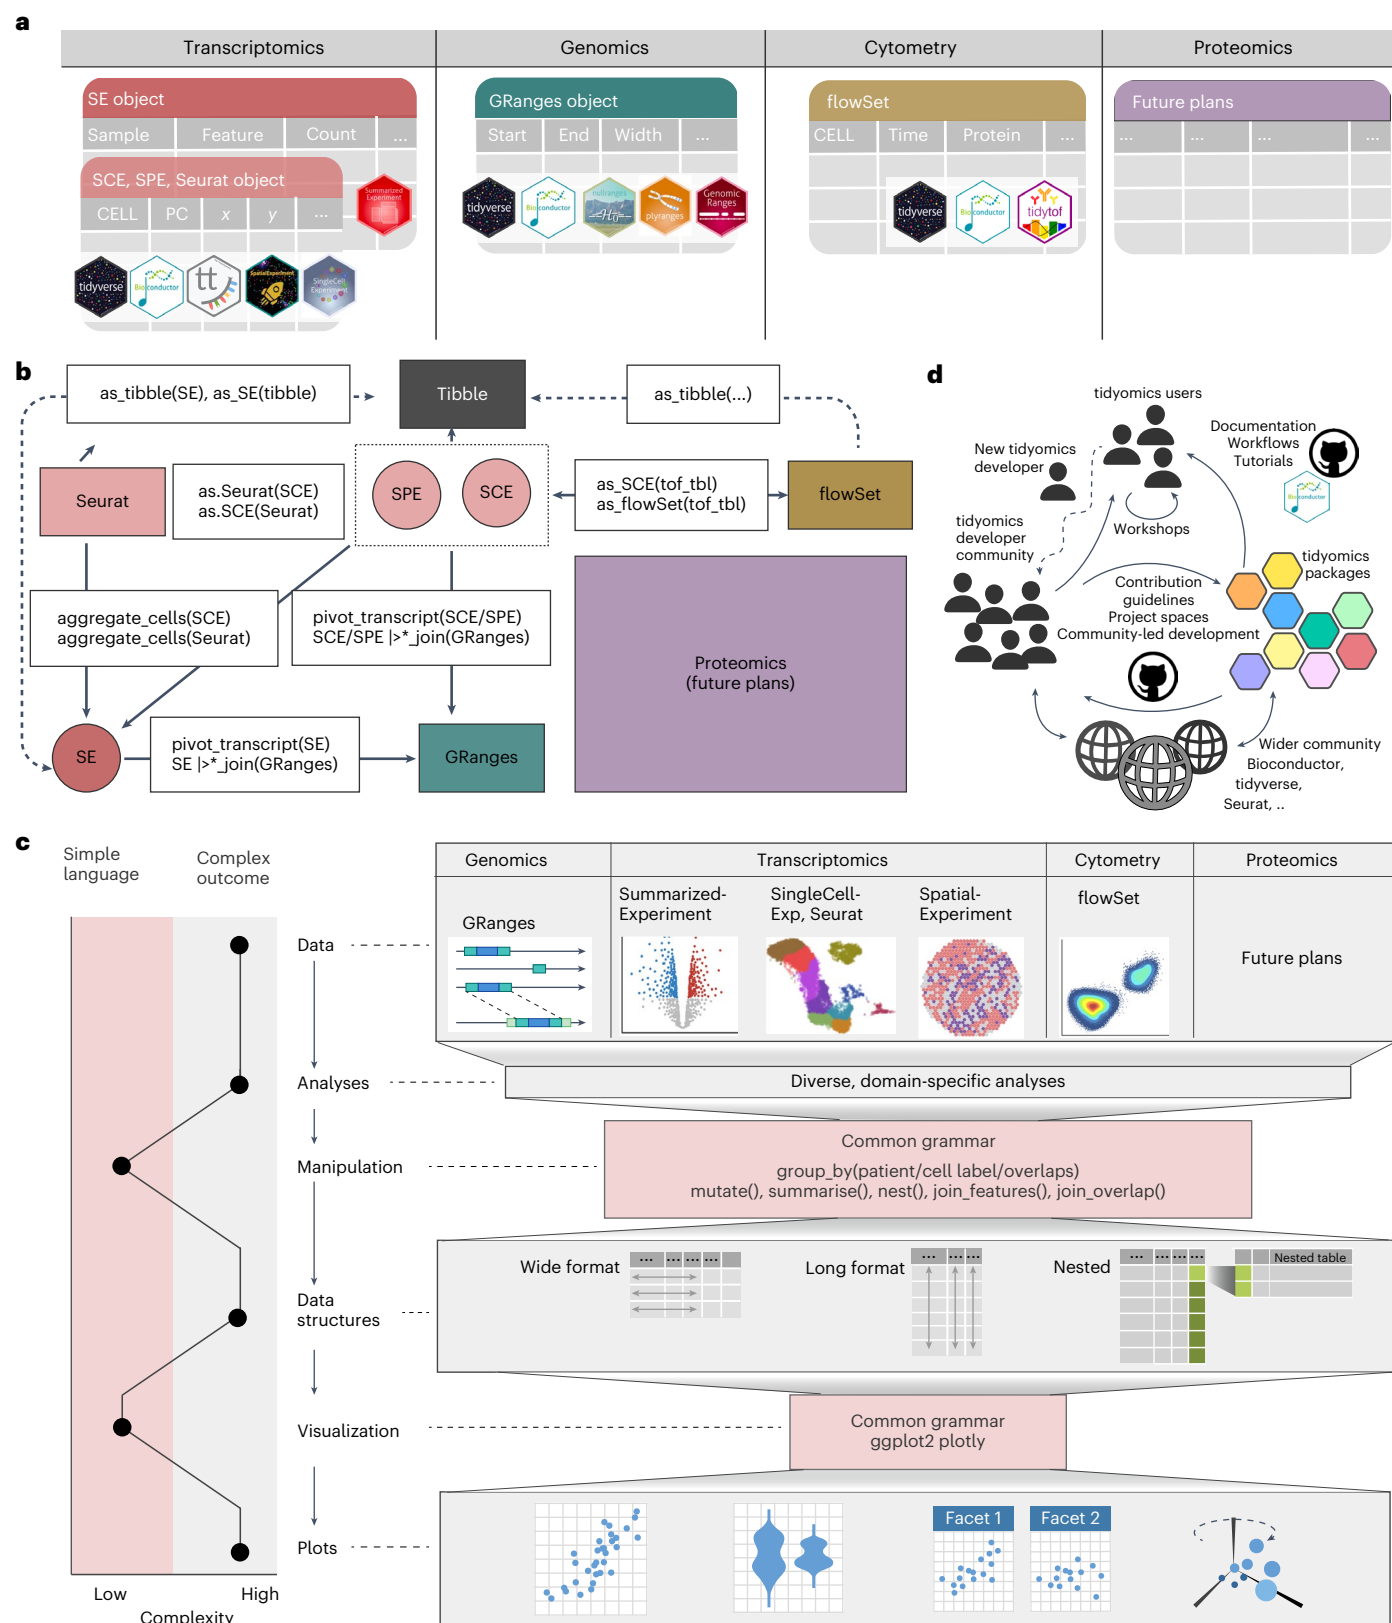 a
Transcriptomics
Genomics
Cytometry
Proteomics
SE object
Sample Feature Count ...
SCE, SPE, Seurat object
CELL PC x y ...
Summarized
Experiment
tidyverse
Bioconductor
tt
SpatialExperiment
SingleCell
Experiment
GRanges object
Start End Width ...
tidyverse
Bioconductor
nullranges
plyranges
Genomic
Ranges
flowSet
CELL Time Protein ...
tidyverse
Bioconductor
tidytof
Future plans
... ... ... ...
b
as_tibble(SE), as_SE(tibble)
Tibble
as_tibble(...)
Seurat
as.Seurat(SCE)
as.SCE(Seurat)
SPE
SCE
as_SCE(tof_tbl)
as_flowSet(tof_tbl)
flowSet
aggregate_cells(SCE)
aggregate_cells(Seurat)
pivot_transcript(SCE/SPE)
SCE/SPE |>*_join(GRanges)
Proteomics
(future plans)
SE
pivot_transcript(SE)
SE |>*_join(GRanges)
GRanges
d
tidyomics users
New tidyomics
developer
Documentation
Workflows
Tutorials
Bioconductor
Workshops
tidyomics
developer
community
tidyomics
packages
Contribution
guidelines
Project spaces
Community-led development
Wider community
Bioconductor,
tidyverse,
Seurat, ..
c
Simple
language
Complex
outcome
Data
Analyses
Manipulation
Data
structures
Visualization
Plots
Low
High
Complexity
Genomics
Transcriptomics
Cytometry
Proteomics
GRanges
Summarized-
Experiment
SingleCell-
Exp, Seurat
Spatial-
Experiment
flowSet
Future plans
Diverse, domain-specific analyses
Common grammar
group_by(patient/cell label/overlaps)
mutate(), summarise(), nest(), join_features(), join_overlap()
Wide format
... ... ... ...
Long format
... ... ...
Nested
... ... ... ...
Nested table
Common grammar
ggplot2 plotly
Facet 1
Facet 2